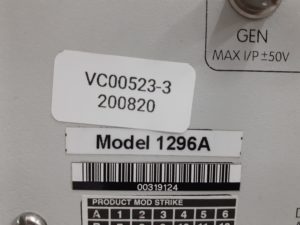 GEN
MAX I/P ±50V
VC00523-3
200820
Model 1296A
00319124
PRODUCT MOD STRIKE
A 1 2 3 4 5 6